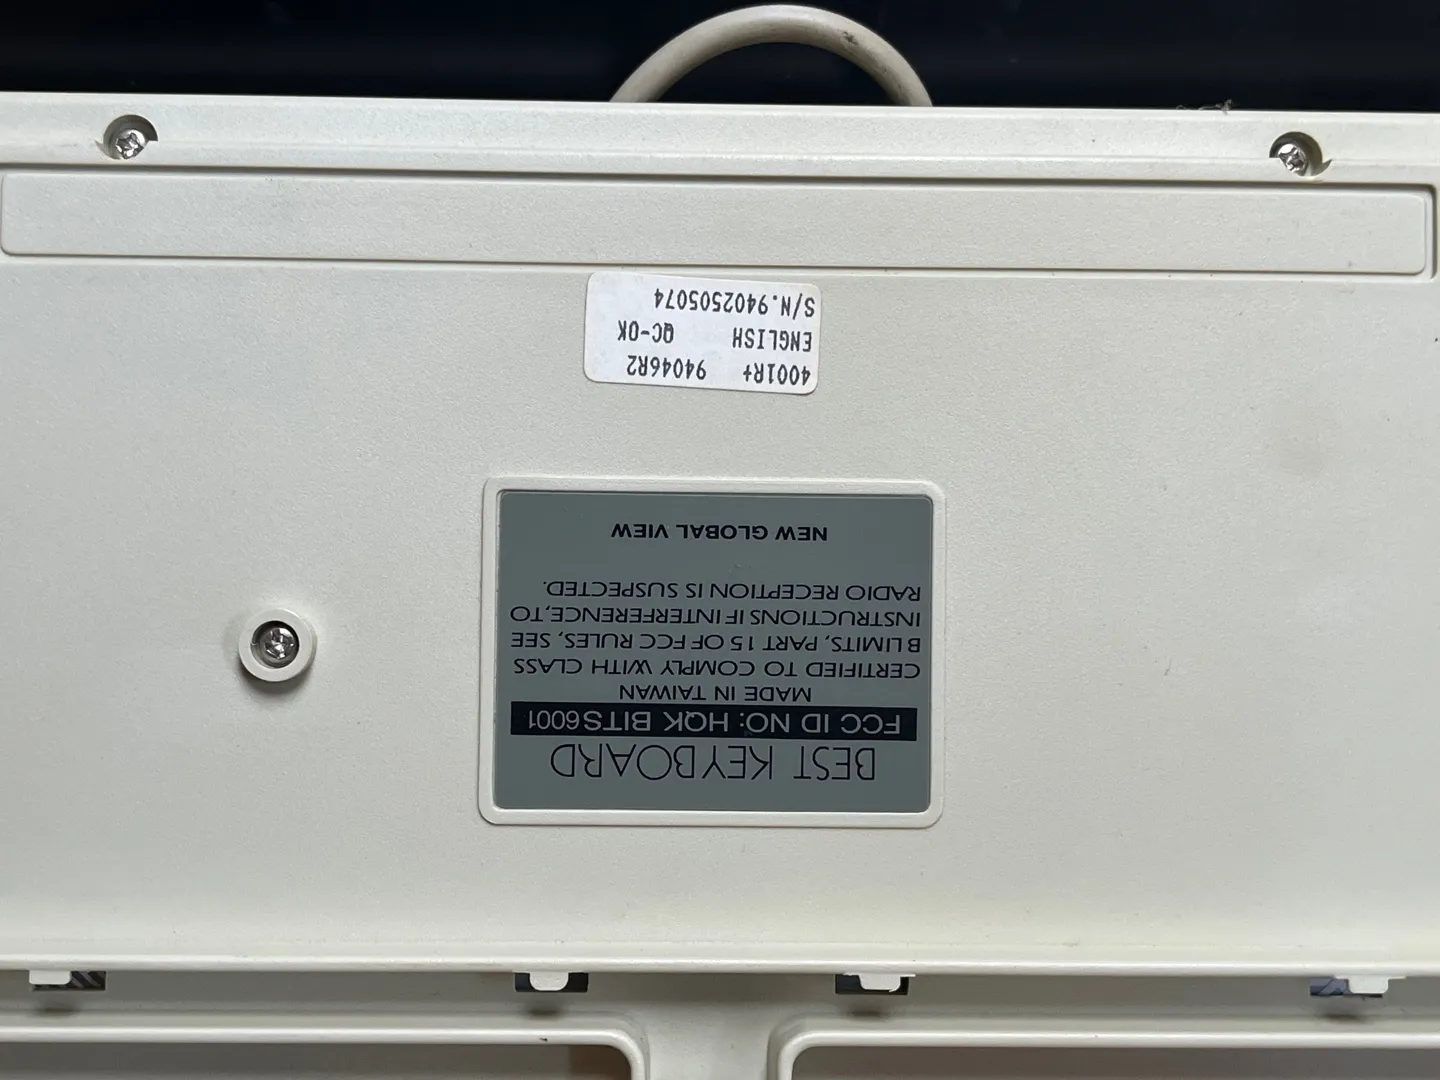 BEST KEYBOARD
FCC ID NO: HQK BITS6001
MADE IN TAIWAN
CERTIFIED TO COMPLY WITH CLASS
B LIMITS, PART 15 OF FCC RULES, SEE
INSTRUCTIONS IF INTERFERENCE, TO
RADIO RECEPTION IS SUSPECTED.
NEW GLOBAL VIEW
4001R+ 94046R2
ENGLISH QC-OK
S/N.9402505074